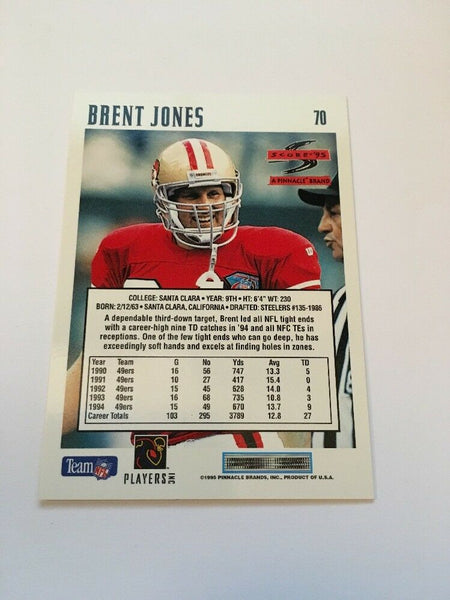 BRENT JONES 70
SCORE '95
A PINNACLE BRAND
COLLEGE: SANTA CLARA • YEAR: 9TH • HT: 6'4" WT: 230
BORN: 2/12/63 • SANTA CLARA, CALIFORNIA • DRAFTED: STEELERS #135-1986
A dependable third-down target, Brent led all NFL tight ends
with a career-high nine TD catches in '94 and all NFC TEs in
receptions. One of the few tight ends who can go deep, he has
exceedingly soft hands and excels at finding holes in zones.
Year Team G No Yds Avg TD
1990 49ers 16 56 747 13.3 5
1991 49ers 10 27 417 15.4 0
1992 49ers 15 45 628 14.0 4
1993 49ers 16 68 735 10.8 3
1994 49ers 15 49 670 13.7 9
Career Totals 103 295 3789 12.8 27
Team NFL
PLAYERS INC
©1995 PINNACLE BRANDS, INC., PRODUCT OF U.S.A.